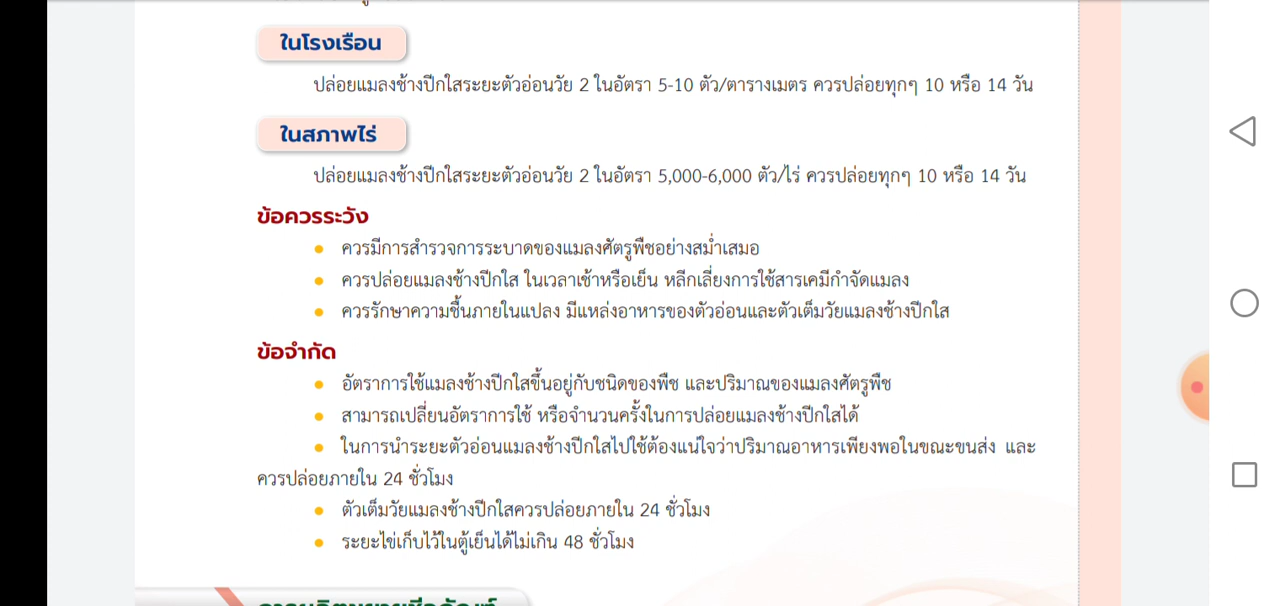 ในโรงเรือน
ปล่อยแมลงช้างปีกใสระยะตัวอ่อนวัย 2 ในอัตรา 5-10 ตัว/ตารางเมตร ควรปล่อยทุกๆ 10 หรือ 14 วัน
ในสภาพไร่
ปล่อยแมลงช้างปีกใสระยะตัวอ่อนวัย 2 ในอัตรา 5,000-6,000 ตัว/ไร่ ควรปล่อยทุกๆ 10 หรือ 14 วัน
ข้อควรระวัง
• ควรมีการสำรวจการระบาดของแมลงศัตรูพืชอย่างสม่ำเสมอ
• ควรปล่อยแมลงช้างปีกใส ในเวลาเช้าหรือเย็น หลีกเลี่ยงการใช้สารเคมีกำจัดแมลง
• ควรรักษาความชื้นภายในแปลง มีแหล่งอาหารของตัวอ่อนและตัวเต็มวัยแมลงช้างปีกใส
ข้อจำกัด
• อัตราการใช้แมลงช้างปีกใสขึ้นอยู่กับชนิดของพืช และปริมาณของแมลงศัตรูพืช
• สามารถเปลี่ยนอัตราการใช้ หรือจำนวนครั้งในการปล่อยแมลงช้างปีกใสได้
• ในการนำระยะตัวอ่อนแมลงช้างปีกใสไปใช้ต้องแน่ใจว่าปริมาณอาหารเพียงพอในขณะขนส่ง และ
ควรปล่อยภายใน 24 ชั่วโมง
• ตัวเต็มวัยแมลงช้างปีกใสควรปล่อยภายใน 24 ชั่วโมง
• ระยะไข่เก็บไว้ในตู้เย็นได้ไม่เกิน 48 ชั่วโมง